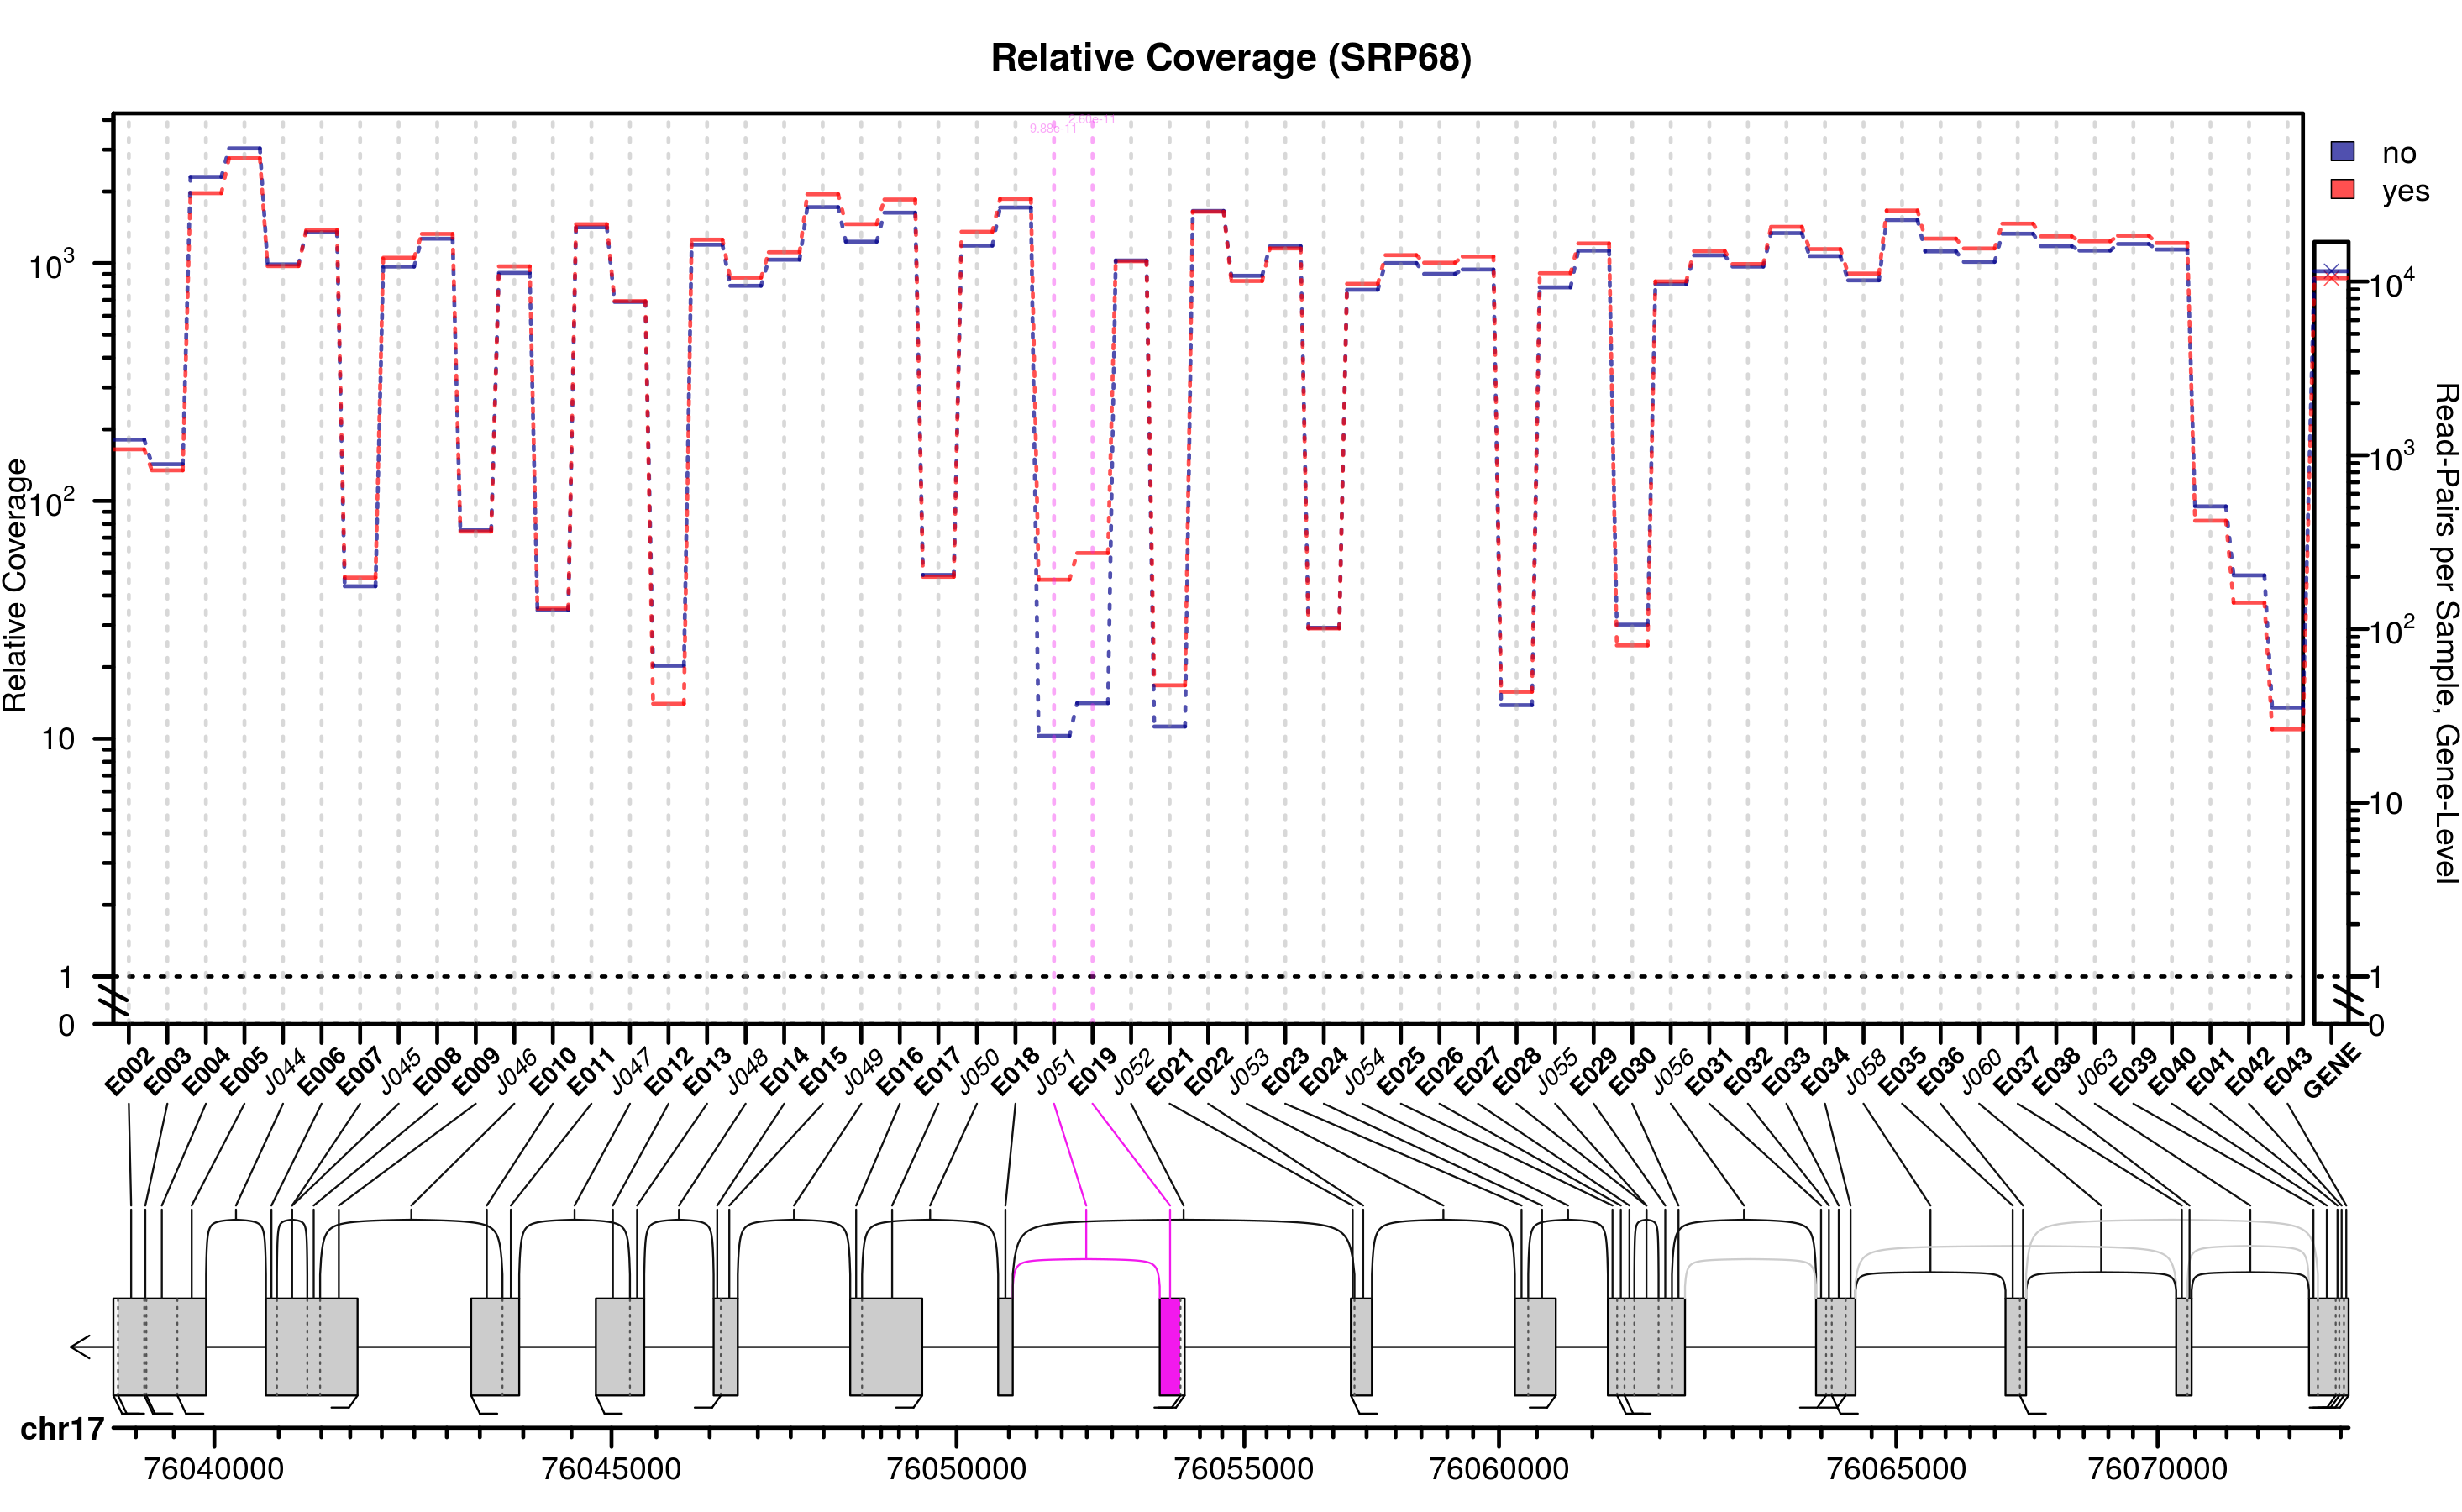 Relative Coverage (SRP68)
9.88e-11
2.60e-11
no
yes
Relative Coverage
10³
10²
10
1
0
10⁴
10³
10²
10
1
0
Read-Pairs per Sample, Gene-Level
E002 E003 E004 E005 J044 E006 E007 J045 E008 E009 J046 E010 E011 J047 E012 E013 J048 E014 E015 J049 E016 E017 J050 E018 J051 E019 J052 E021 E022 J053 E023 E024 J054 E025 E026 E027 E028 J055 E029 E030 J056 E031 E032 E033 E034 J058 E035 E036 J060 E037 E038 J063 E039 E040 E041 E042 E043 GENE
chr17
76040000 76045000 76050000 76055000 76060000 76065000 76070000